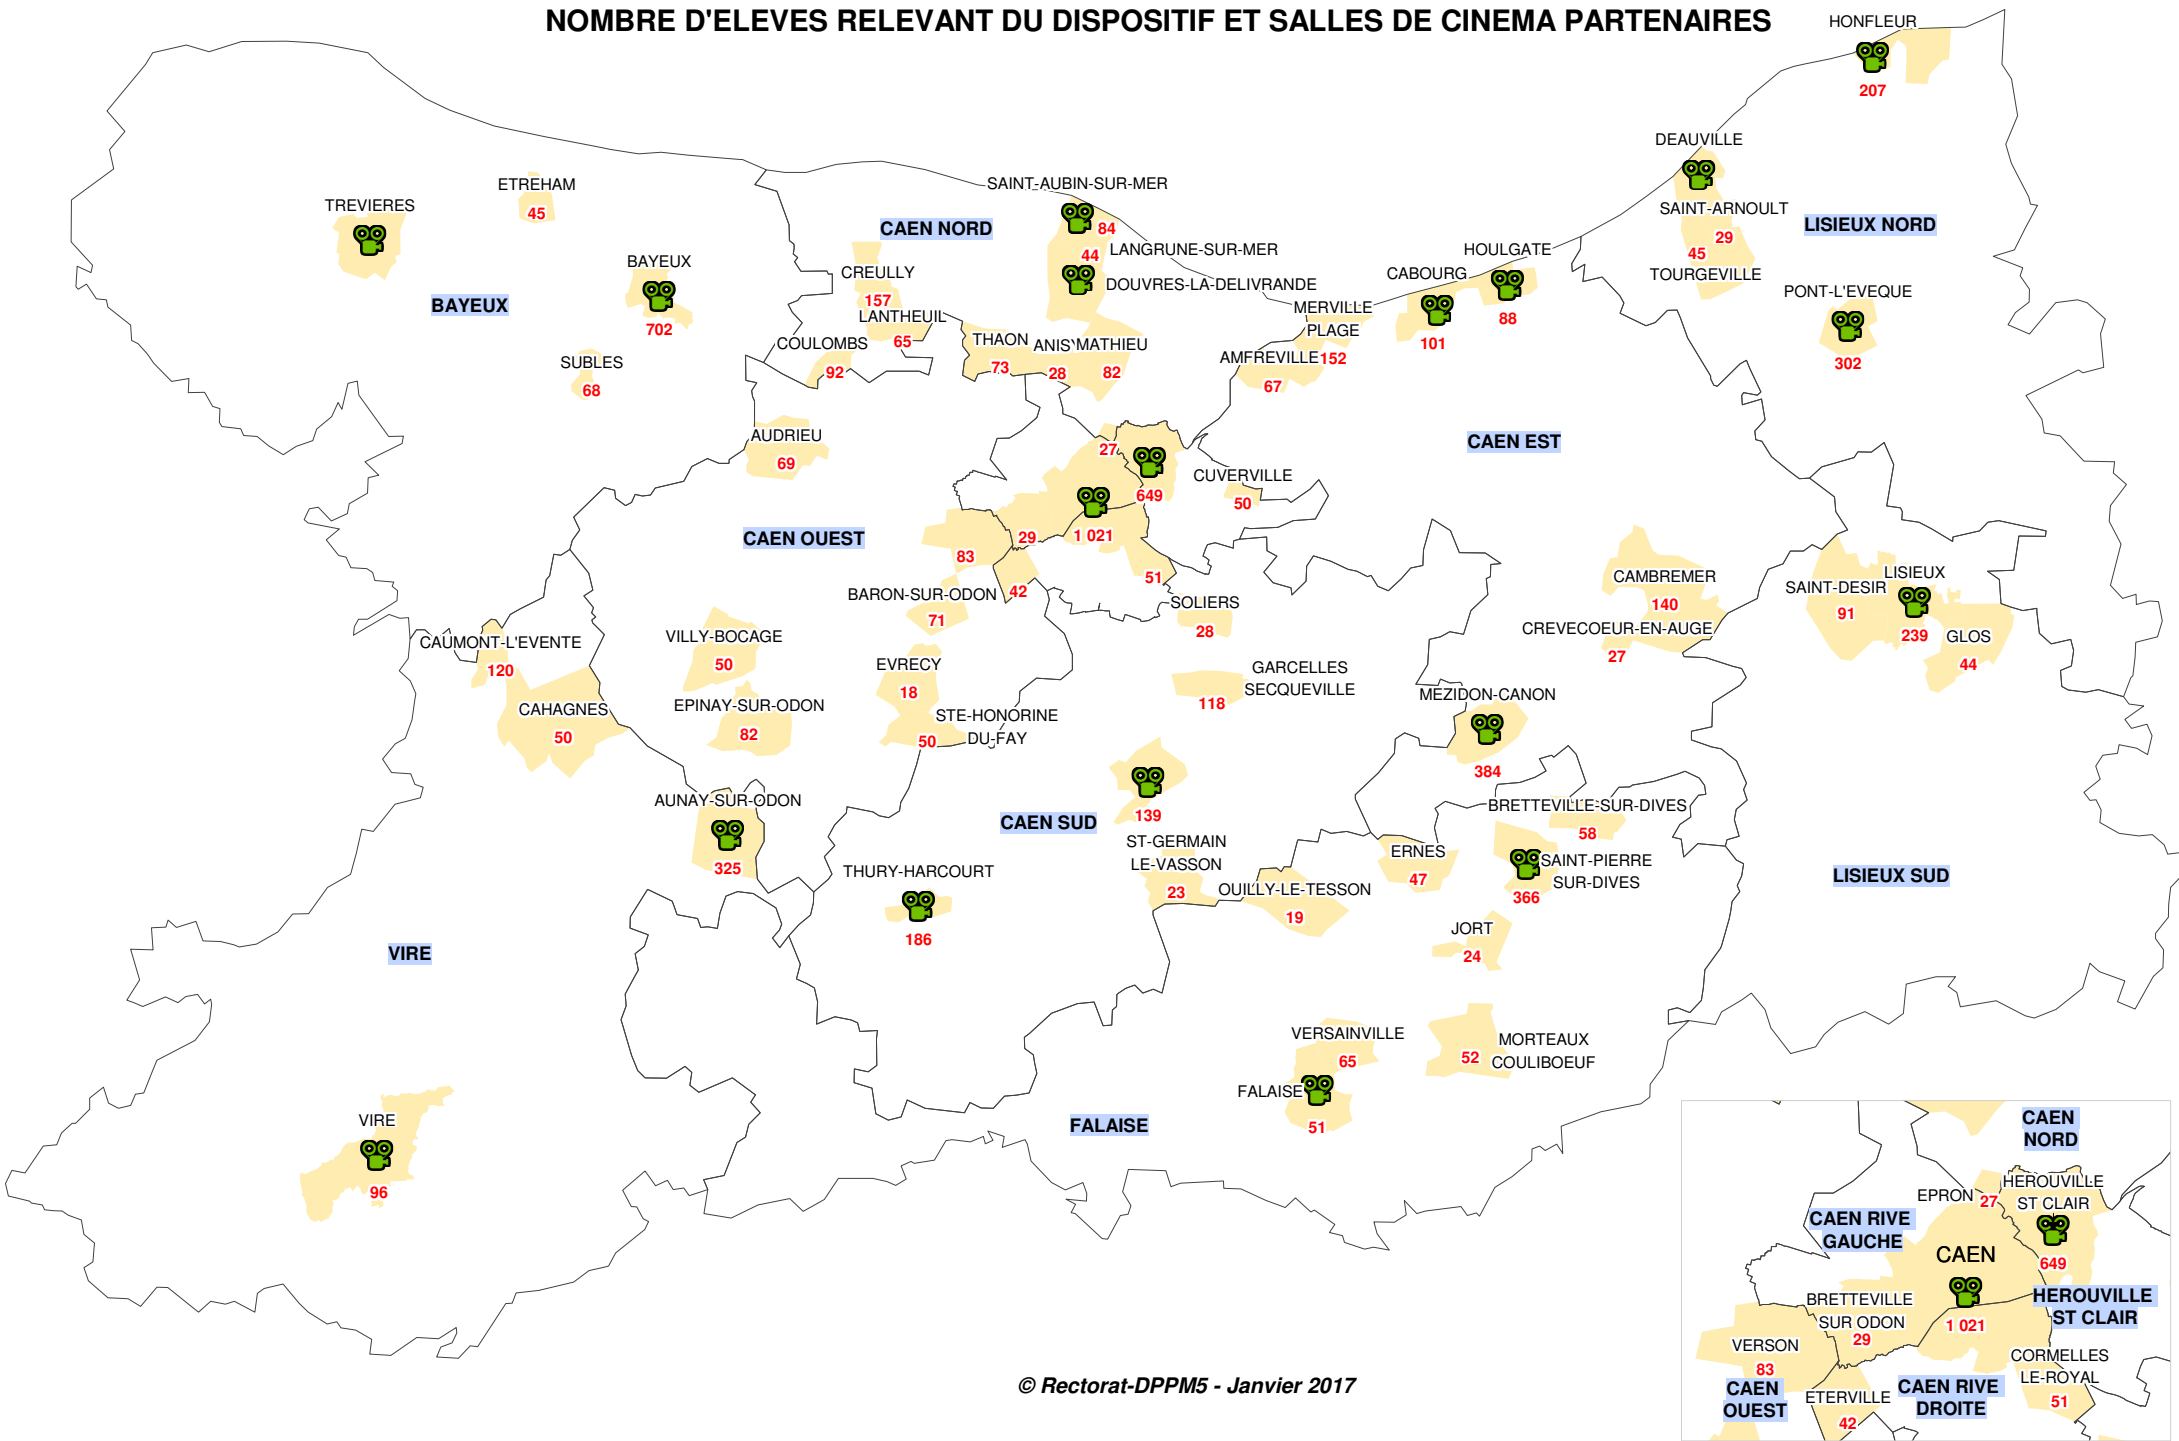 NOMBRE D'ELEVES RELEVANT DU DISPOSITIF ET SALLES DE CINEMA PARTENAIRES
HONFLEUR
207
DEAUVILLE
SAINT-ARNOULT
29
45
TOURGEVILLE
LISIEUX NORD
PONT-L'EVEQUE
302
TREVIERES
ETREHAM
45
BAYEUX
702
BAYEUX
SUBLES
68
CAEN NORD
SAINT-AUBIN-SUR-MER
84
44
LANGRUNE-SUR-MER
DOUVRES-LA-DELIVRANDE
CREULLY
157
LANTHEUIL
65
COULOMBS
92
THAON
73
ANISY
28
MATHIEU
82
HOULGATE
88
CABOURG
101
MERVILLE
PLAGE
152
AMFREVILLE
67
CAEN EST
AUDRIEU
69
CAEN OUEST
27
649
1 021
29
83
42
51
CUVERVILLE
50
BARON-SUR-ODON
71
SOLIERS
28
CAMBREMER
140
CREVECOEUR-EN-AUGE
27
SAINT-DESIR
91
LISIEUX
239
GLOS
44
CAUMONT-L'EVENTE
120
CAHAGNES
50
VILLY-BOCAGE
50
EPINAY-SUR-ODON
82
EVRECY
18
STE-HONORINE
DU-FAY
50
GARCELLES
SECQUEVILLE
118
MEZIDON-CANON
384
AUNAY-SUR-ODON
325
CAEN SUD
139
ST-GERMAIN
LE-VASSON
23
THURY-HARCOURT
186
OUILLY-LE-TESSON
19
ERNES
47
BRETTEVILLE-SUR-DIVES
58
SAINT-PIERRE
SUR-DIVES
366
JORT
24
LISIEUX SUD
VIRE
VERSAINVILLE
65
FALAISE
51
MORTEAUX
COULIBOEUF
52
FALAISE
VIRE
96
© Rectorat-DPPM5 - Janvier 2017
CAEN
NORD
HEROUVILLE
ST CLAIR
649
EPRON
27
CAEN RIVE
GAUCHE
CAEN
1 021
HEROUVILLE
ST CLAIR
BRETTEVILLE
SUR ODON
29
VERSON
83
CAEN
OUEST
ETERVILLE
42
CAEN RIVE
DROITE
CORMELLES
LE-ROYAL
51